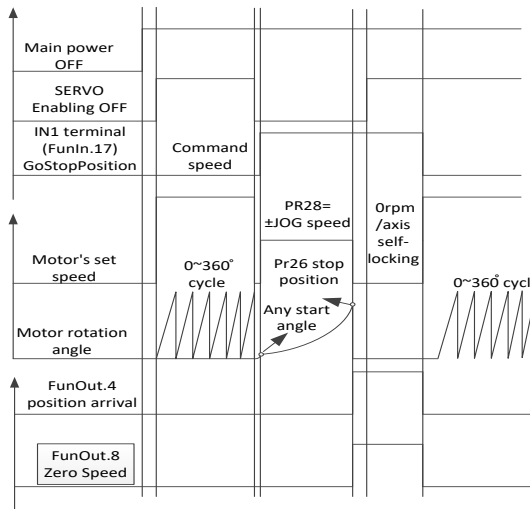 Main power
OFF
SERVO
Enabling OFF
IN1 terminal
(FunIn.17)
GoStopPosition
Command
speed
PR28=
±JOG speed
0rpm
/axis
self-
locking
Motor's set
speed
0~360°
cycle
Pr26 stop
position
0~360° cycle
Any start
angle
Motor rotation
angle
FunOut.4
position arrival
FunOut.8
Zero Speed